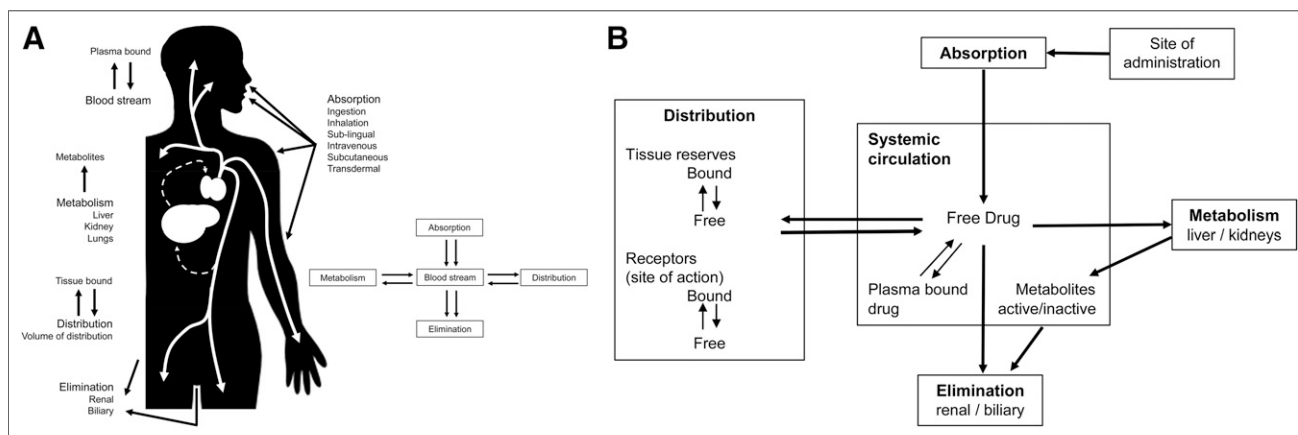 A
Plasma bound
Blood stream
Metabolites
Metabolism
Liver
Kidney
Lungs
Tissue bound
Distribution
Volume of distribution
Elimination
Renal
Biliary
Absorption
Ingestion
Inhalation
Sub-lingual
Intravenous
Subcutaneous
Transdermal
Absorption
Metabolism
Blood stream
Distribution
Elimination
B
Absorption
Site of
administration
Distribution
Tissue reserves
Bound
Free
Receptors
(site of action)
Bound
Free
Systemic
circulation
Free Drug
Plasma bound
drug
Metabolites
active/inactive
Metabolism
liver / kidneys
Elimination
renal / biliary